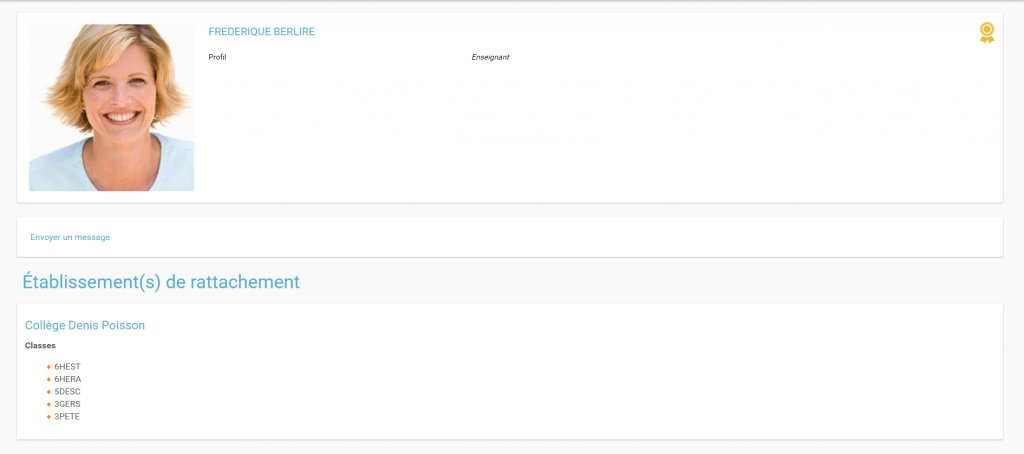 FREDERIQUE BERLIRE
Profil Enseignant
Envoyer un message
Établissement(s) de rattachement
Collège Denis Poisson
Classes
6HEST
6HERA
5DESC
3GERS
3PETE